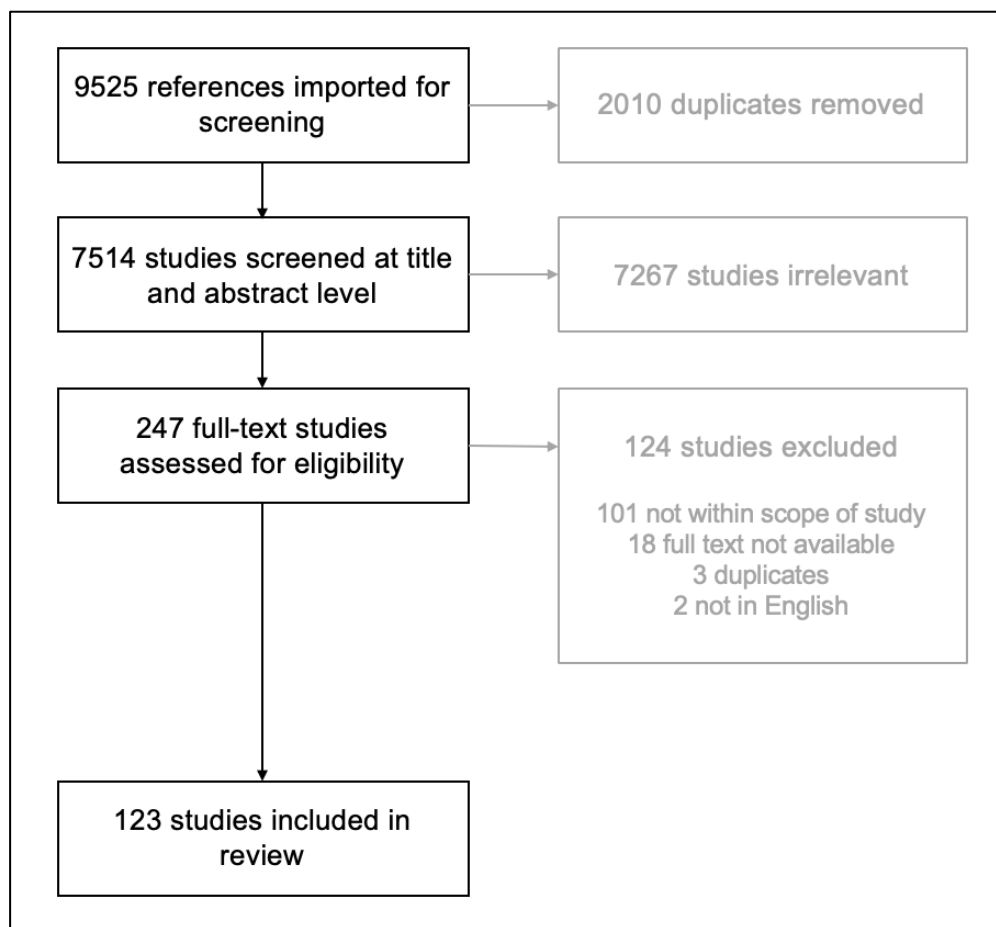 9525 references imported for
screening
2010 duplicates removed
7514 studies screened at title
and abstract level
7267 studies irrelevant
247 full-text studies
assessed for eligibility
124 studies excluded
101 not within scope of study
18 full text not available
3 duplicates
2 not in English
123 studies included in
review